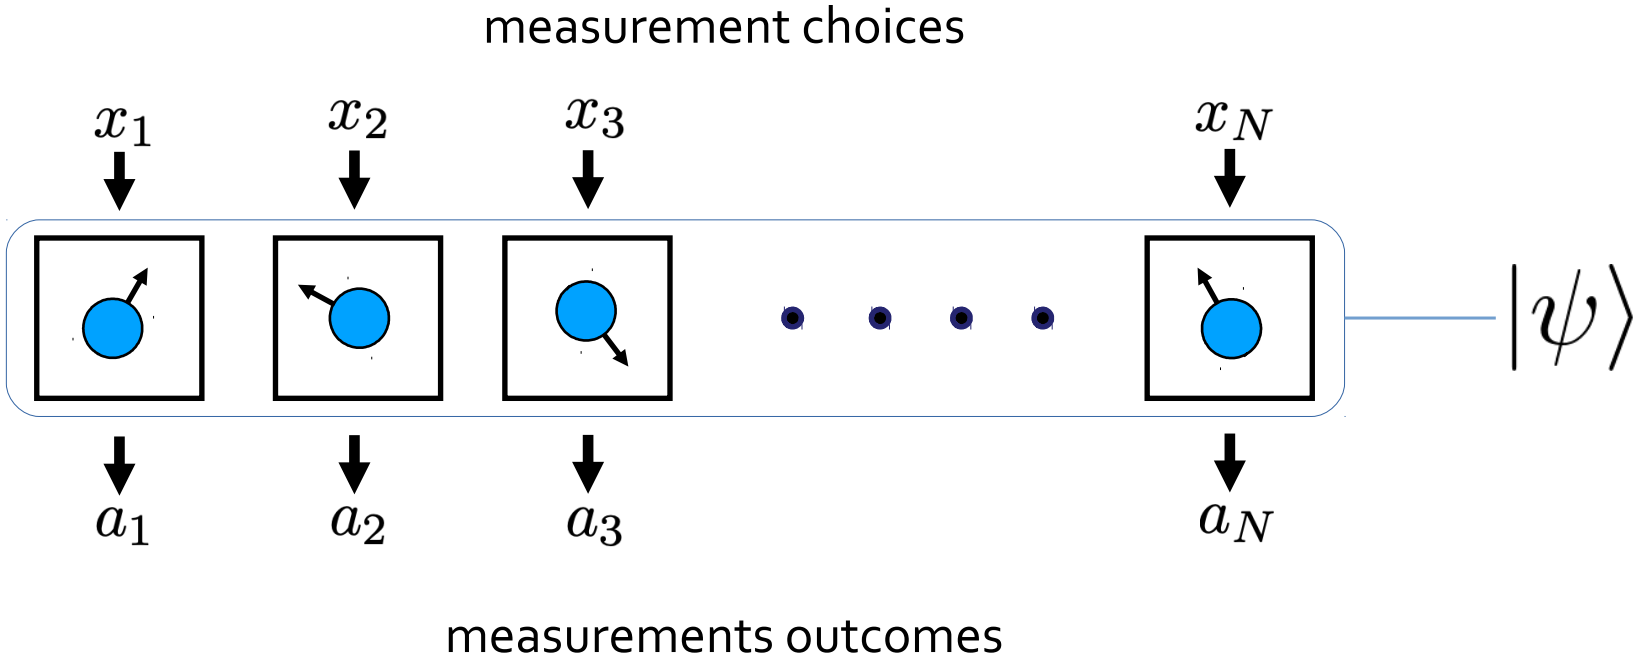 measurement choices
x₁ x₂ x₃ x_N
|ψ⟩
a₁ a₂ a₃ a_N
measurements outcomes